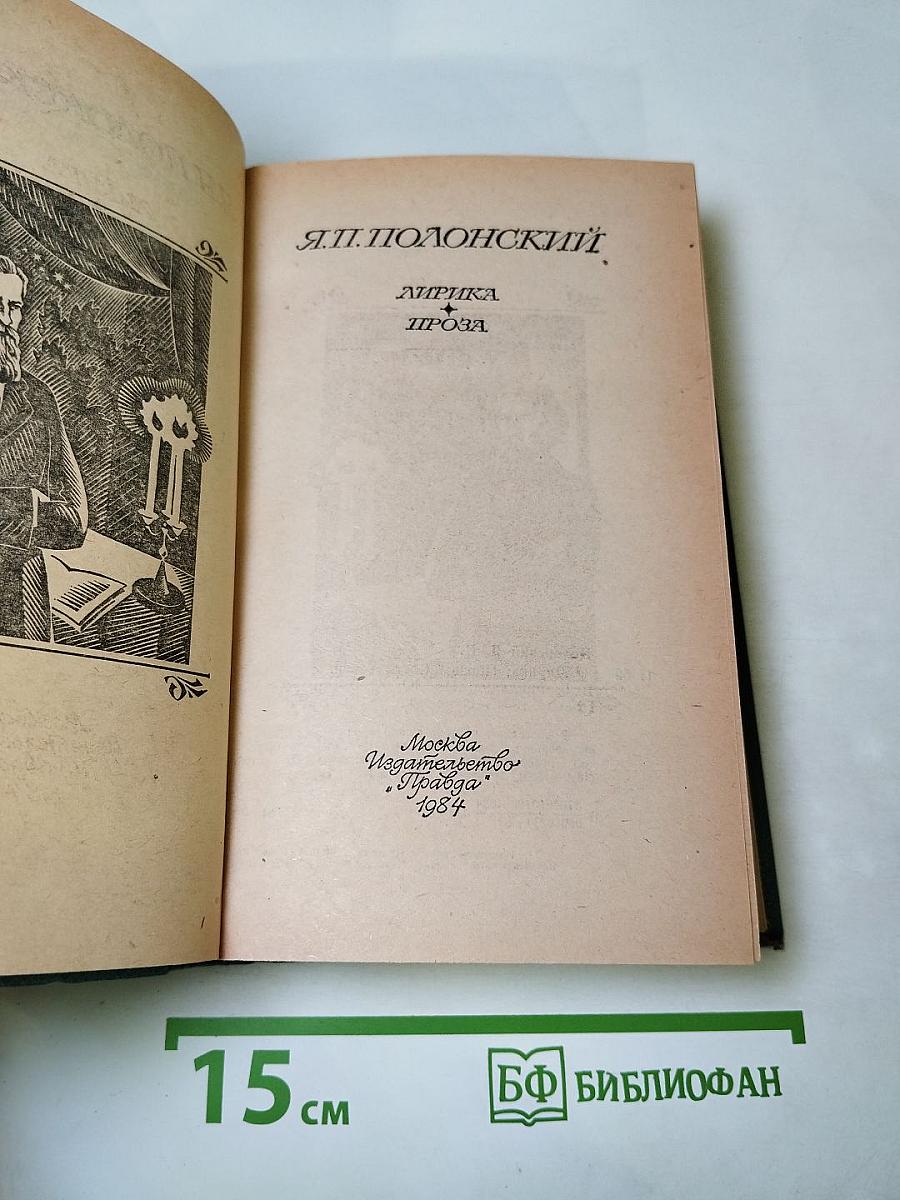 Я.П.ПОЛОНСКИЙ
ЛИРИКА
ПРОЗА
Москва
Издательство
„Правда"
1984
15 см
БФ БИБЛИОФАН